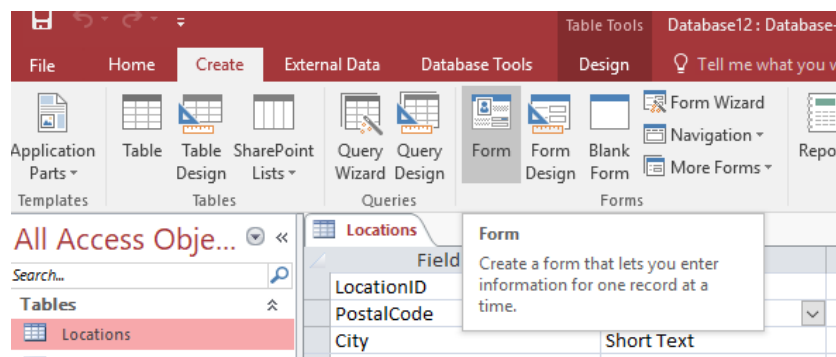 Table Tools Database12 : Database-
File Home Create External Data Database Tools Design Tell me what you w
Application Parts
Table
Table Design
SharePoint Lists
Query Wizard
Query Design
Form
Form Design
Blank Form
Form Wizard
Navigation
More Forms
Repo
Templates Tables Queries Forms
All Access Obje...
Search...
Tables
Locations
Locations
Field
LocationID
PostalCode
City Short Text
Form
Create a form that lets you enter
information for one record at a
time.